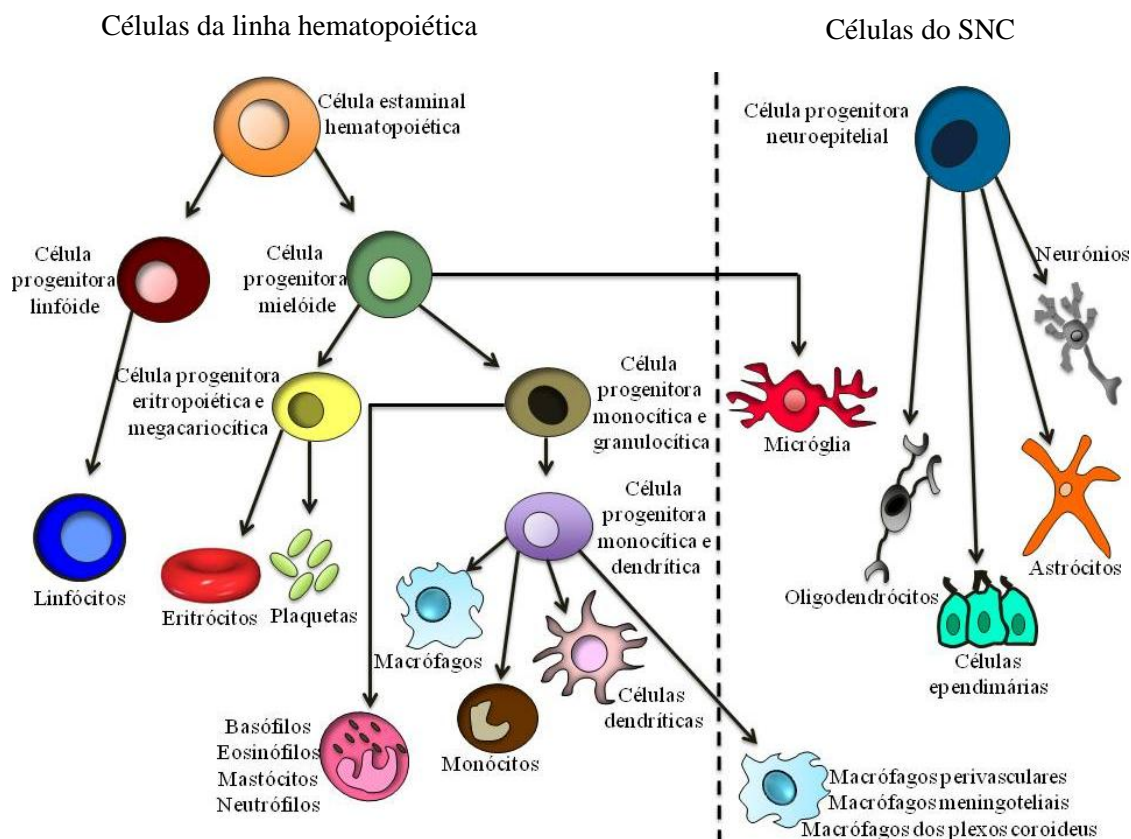 Células da linha hematopoiética
Células do SNC
Célula estaminal
hematopoiética
Célula progenitora
neuroepitelial
Célula
progenitora
linfóide
Célula
progenitora
mielóide
Neurónios
Célula progenitora
eritropoiética e
megacariocítica
Célula
progenitora
monocítica e
granulocítica
Micróglia
Célula
progenitora
monocítica e
dendrítica
Linfócitos
Eritrócitos
Plaquetas
Macrófagos
Oligodendrócitos
Astrócitos
Células
ependimárias
Células
dendríticas
Basófilos
Eosinófilos
Mastócitos
Neutrófilos
Monócitos
Macrófagos perivasculares
Macrófagos meningoteliais
Macrófagos dos plexos coroideus